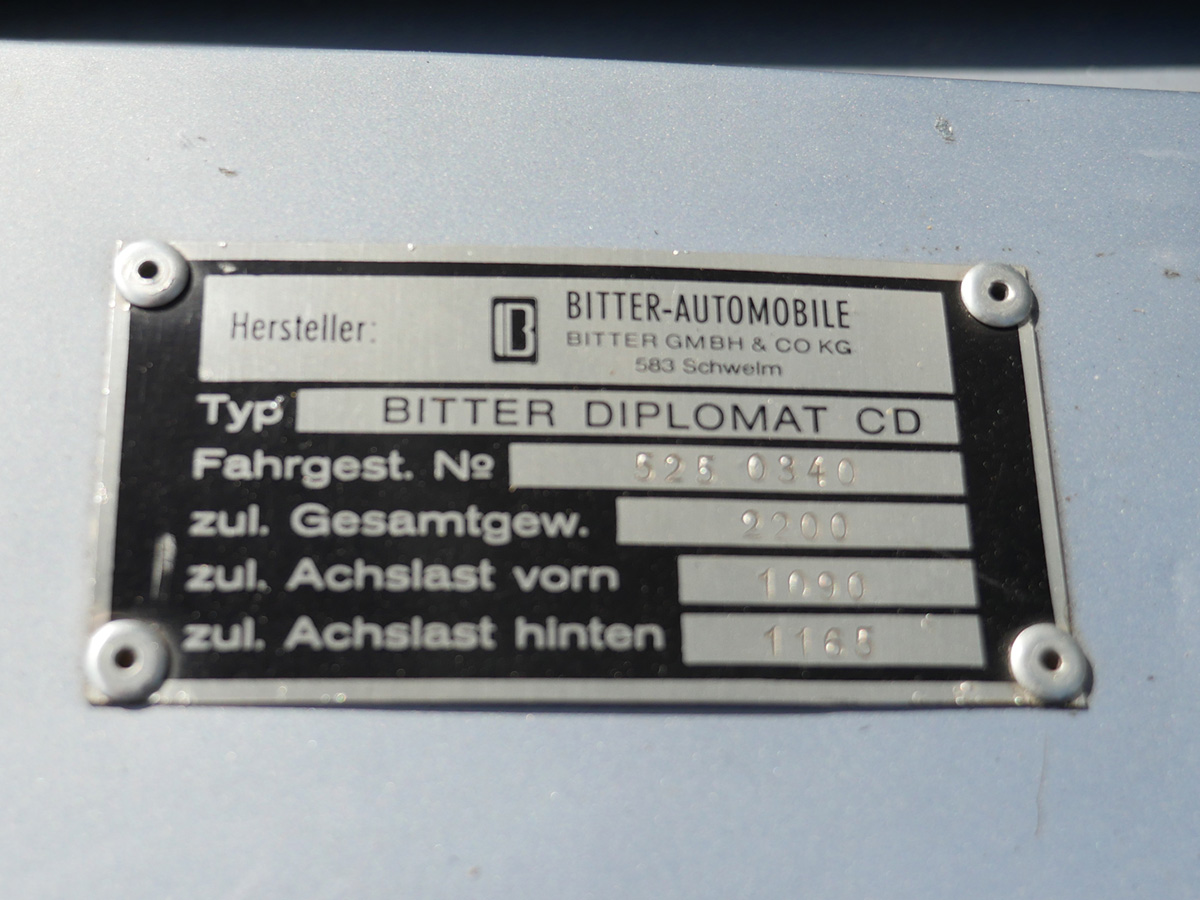 Hersteller: B BITTER-AUTOMOBILE
BITTER GMBH & CO KG
583 Schwelm
Typ BITTER DIPLOMAT CD
Fahrgest. Nº 525 0340
zul. Gesamtgew. 2200
zul. Achslast vorn 1090
zul. Achslast hinten 1165